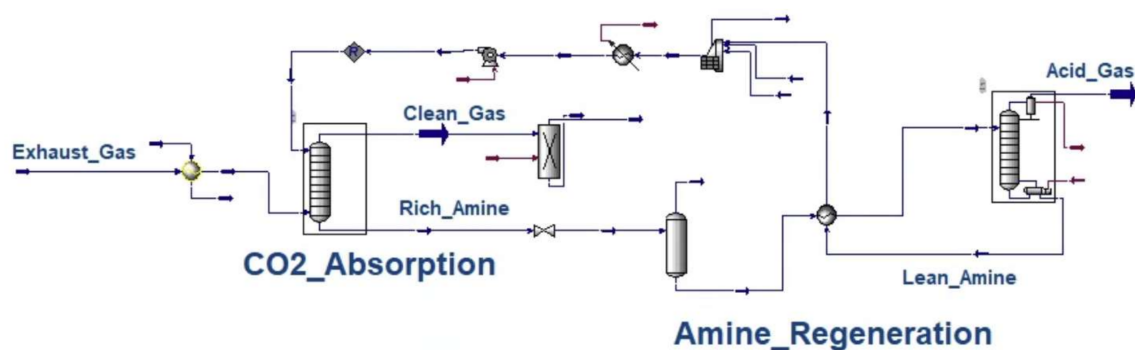 Acid_Gas
R
Clean_Gas
Exhaust_Gas
Rich_Amine
CO2_Absorption
Lean_Amine
Amine_Regeneration